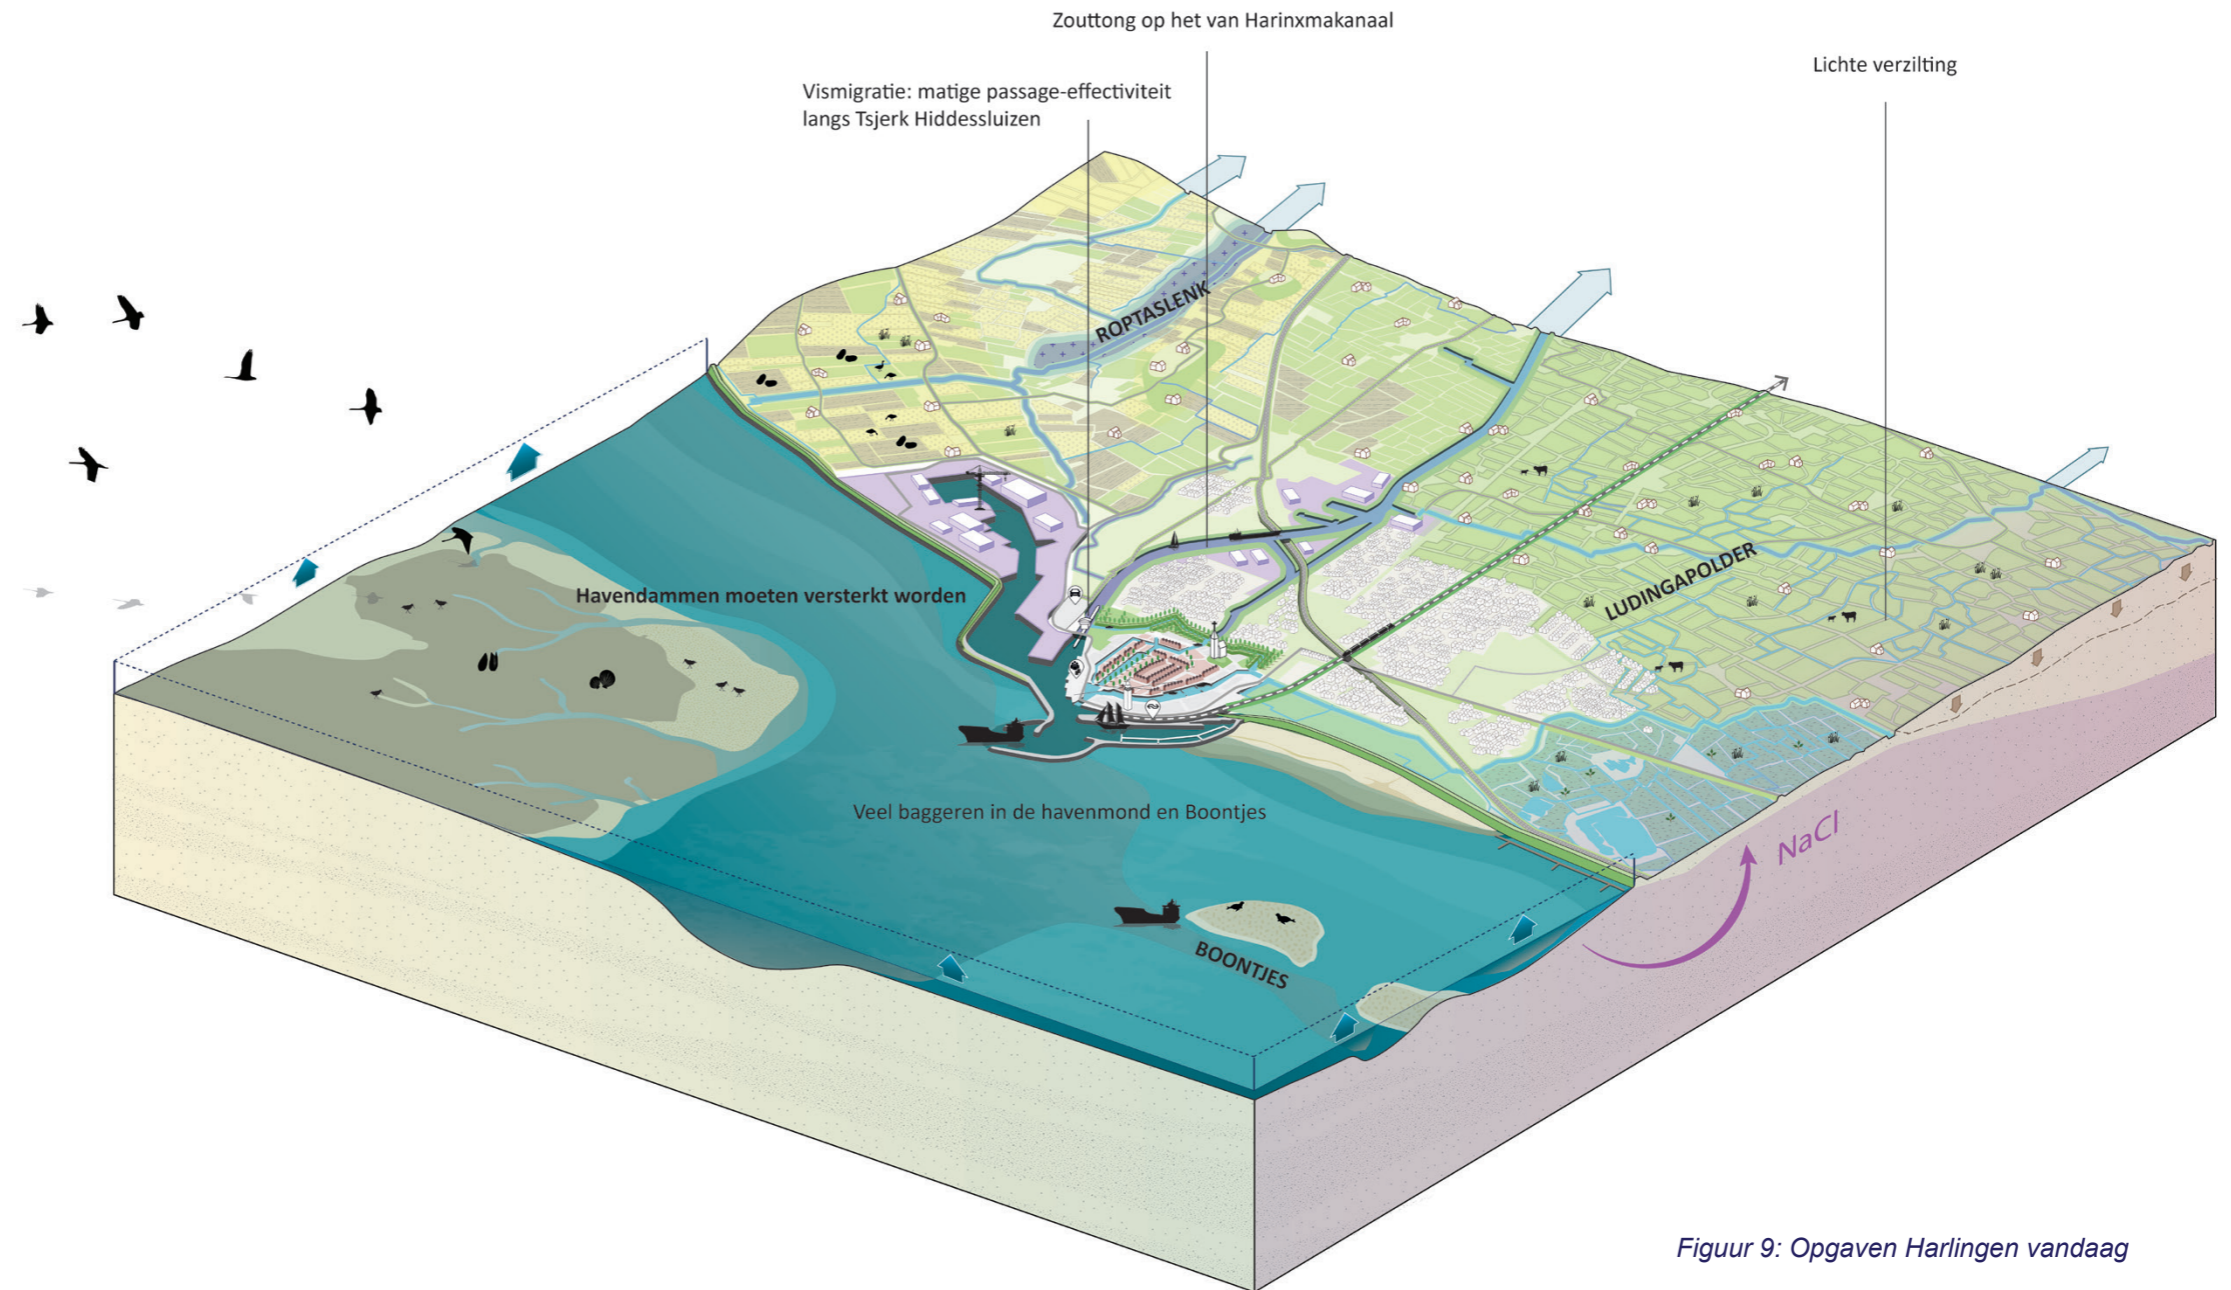 Zouttong op het van Harinxmakanaal
Lichte verzilting
Vismigratie: matige passage-effectiviteit
langs Tsjerk Hiddessluizen
ROPTASLENK
Havendammen moeten versterkt worden
LUDINGAPOLDER
Veel baggeren in de havenmond en Boontjes
NaCl
BOONTJES
Figuur 9: Opgaven Harlingen vandaag